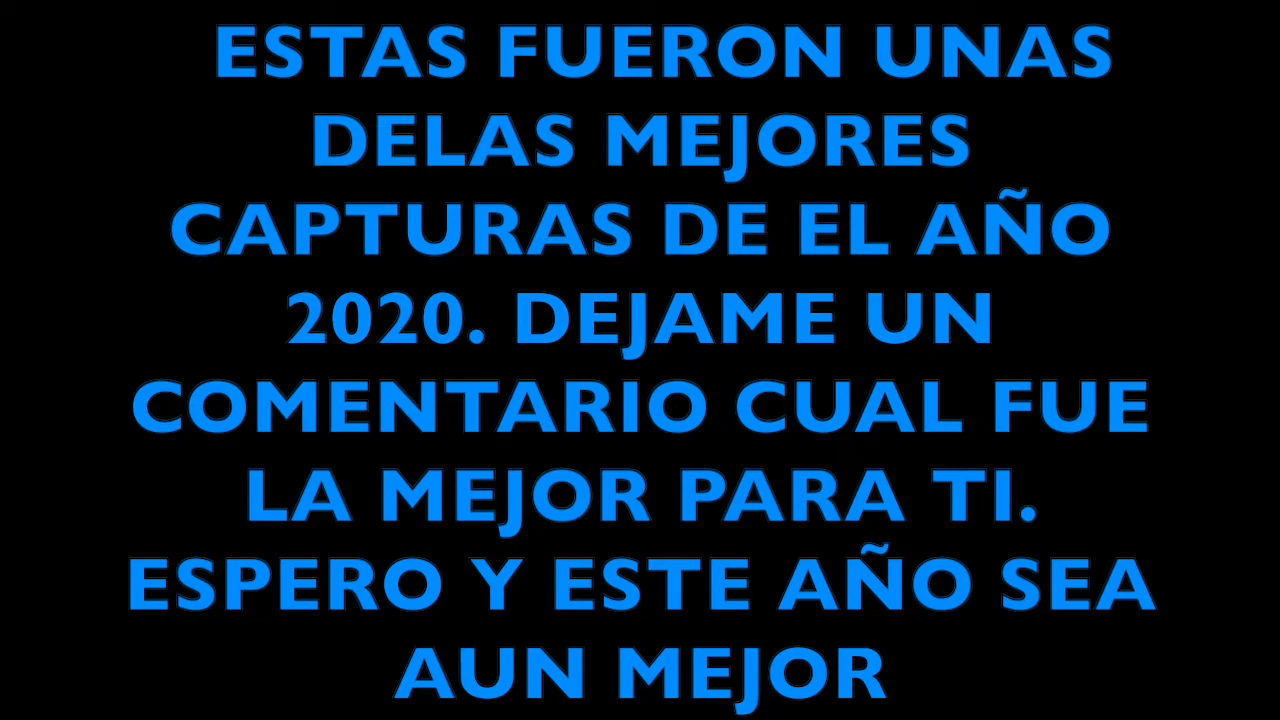 ESTAS FUERON UNAS
DELAS MEJORES
CAPTURAS DE EL AÑO
2020. DEJAME UN
COMENTARIO CUAL FUE
LA MEJOR PARA TI.
ESPERO Y ESTE AÑO SEA
AUN MEJOR